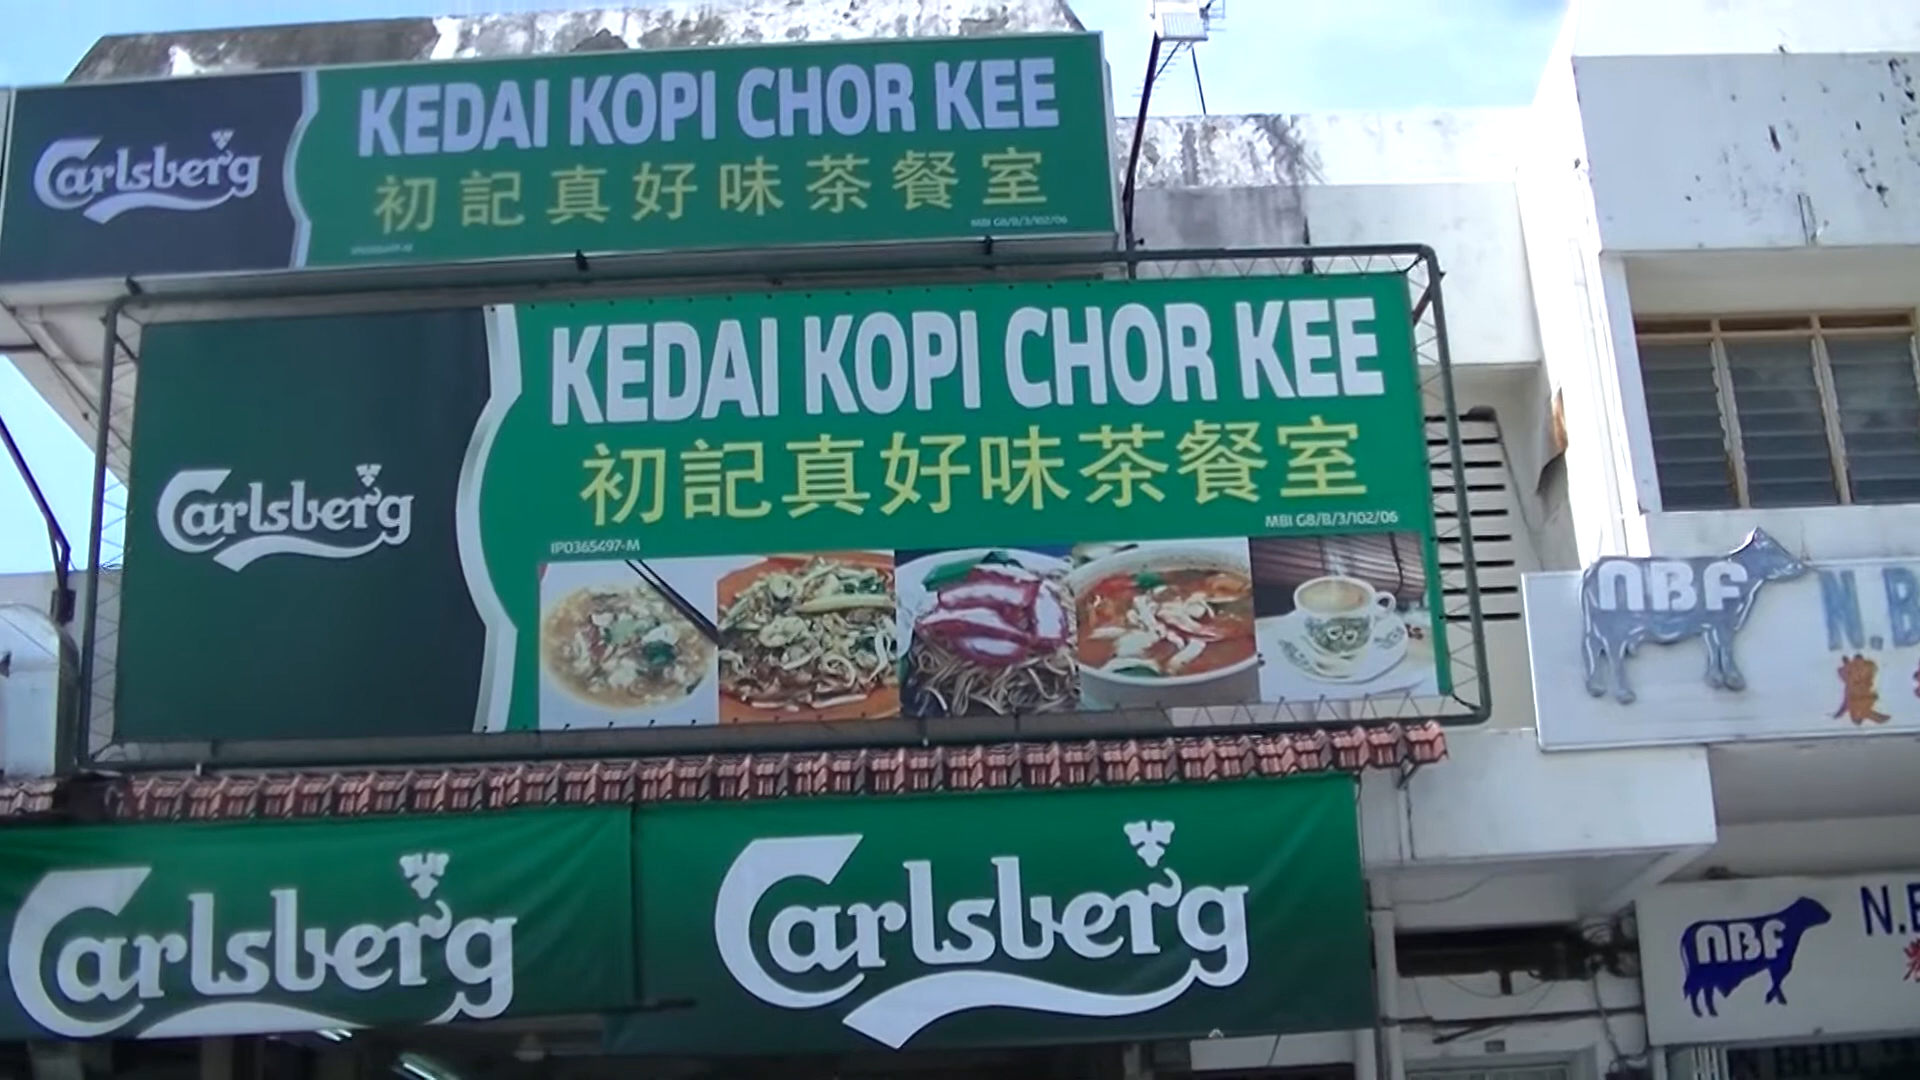 Carlsberg
KEDAI KOPI CHOR KEE
初記真好味茶餐室
MBI G8/B/3/102/06
Carlsberg
KEDAI KOPI CHOR KEE
初記真好味茶餐室
IPO365497-M
MBI G8/B/3/102/06
NBF
N.B
農
Carlsberg
Carlsberg
NBF
N.B